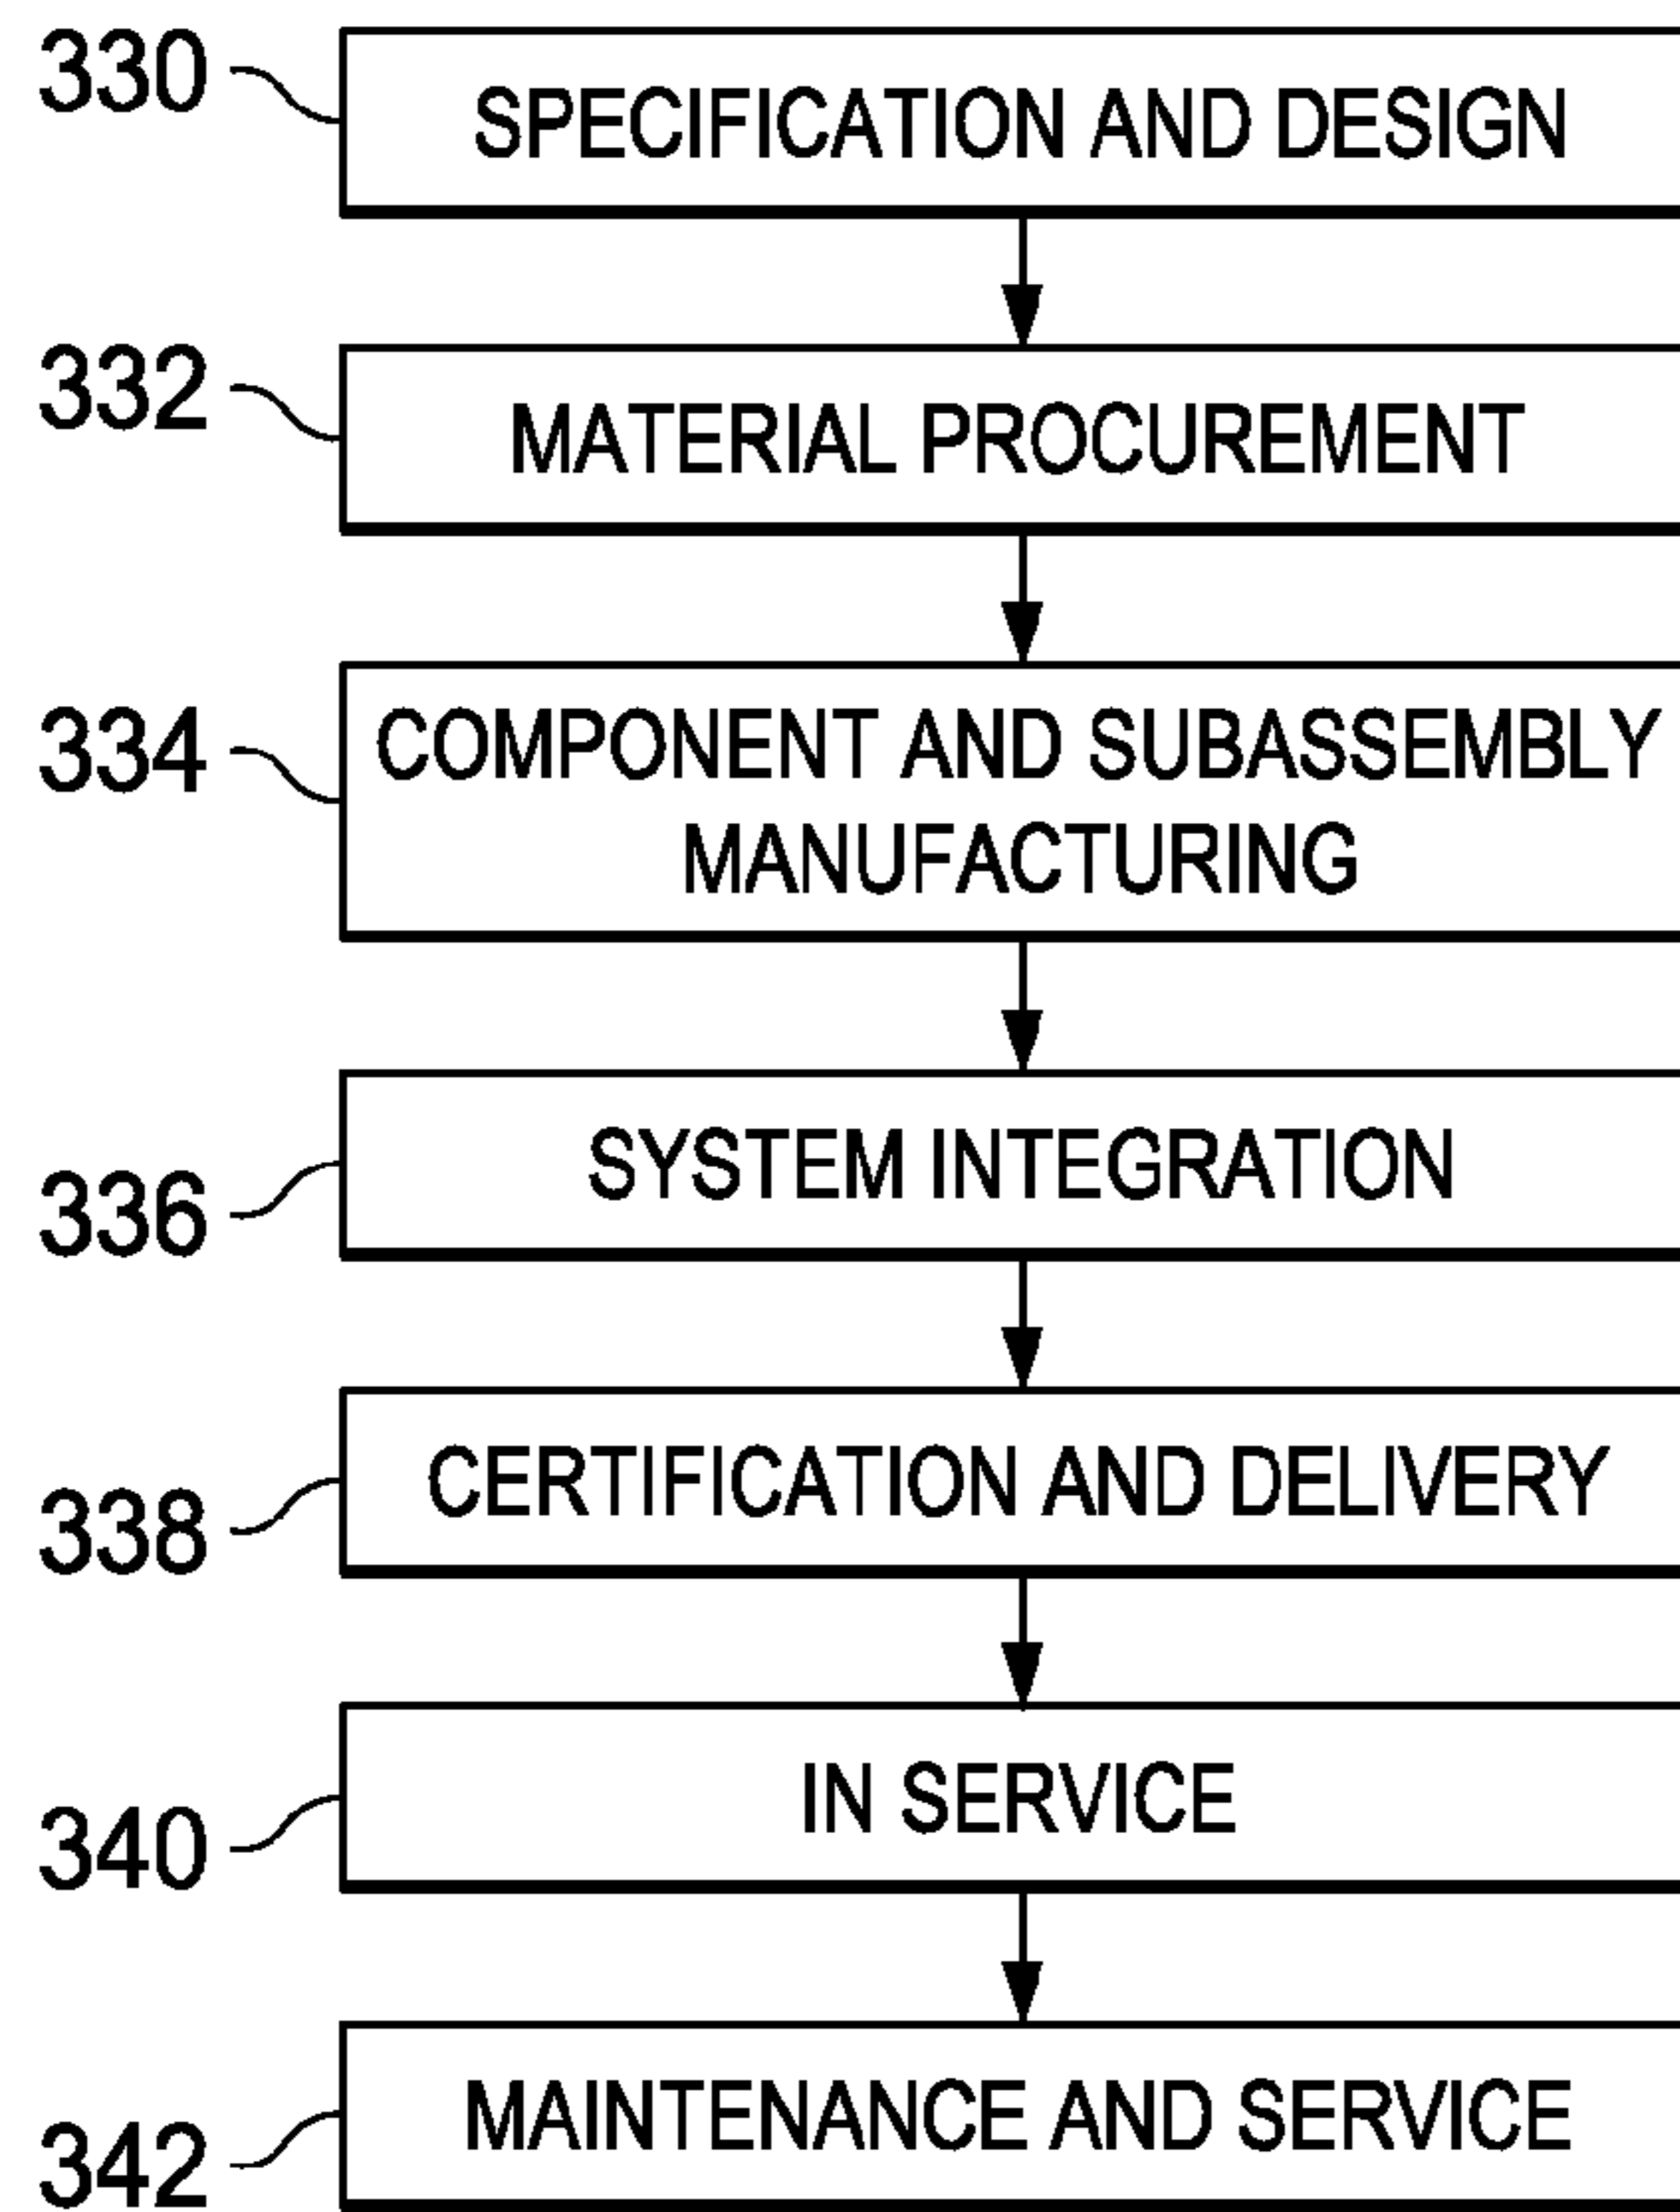 330
SPECIFICATION AND DESIGN
332
MATERIAL PROCUREMENT
334
COMPONENT AND SUBASSEMBLY
MANUFACTURING
336
SYSTEM INTEGRATION
338
CERTIFICATION AND DELIVERY
340
IN SERVICE
342
MAINTENANCE AND SERVICE